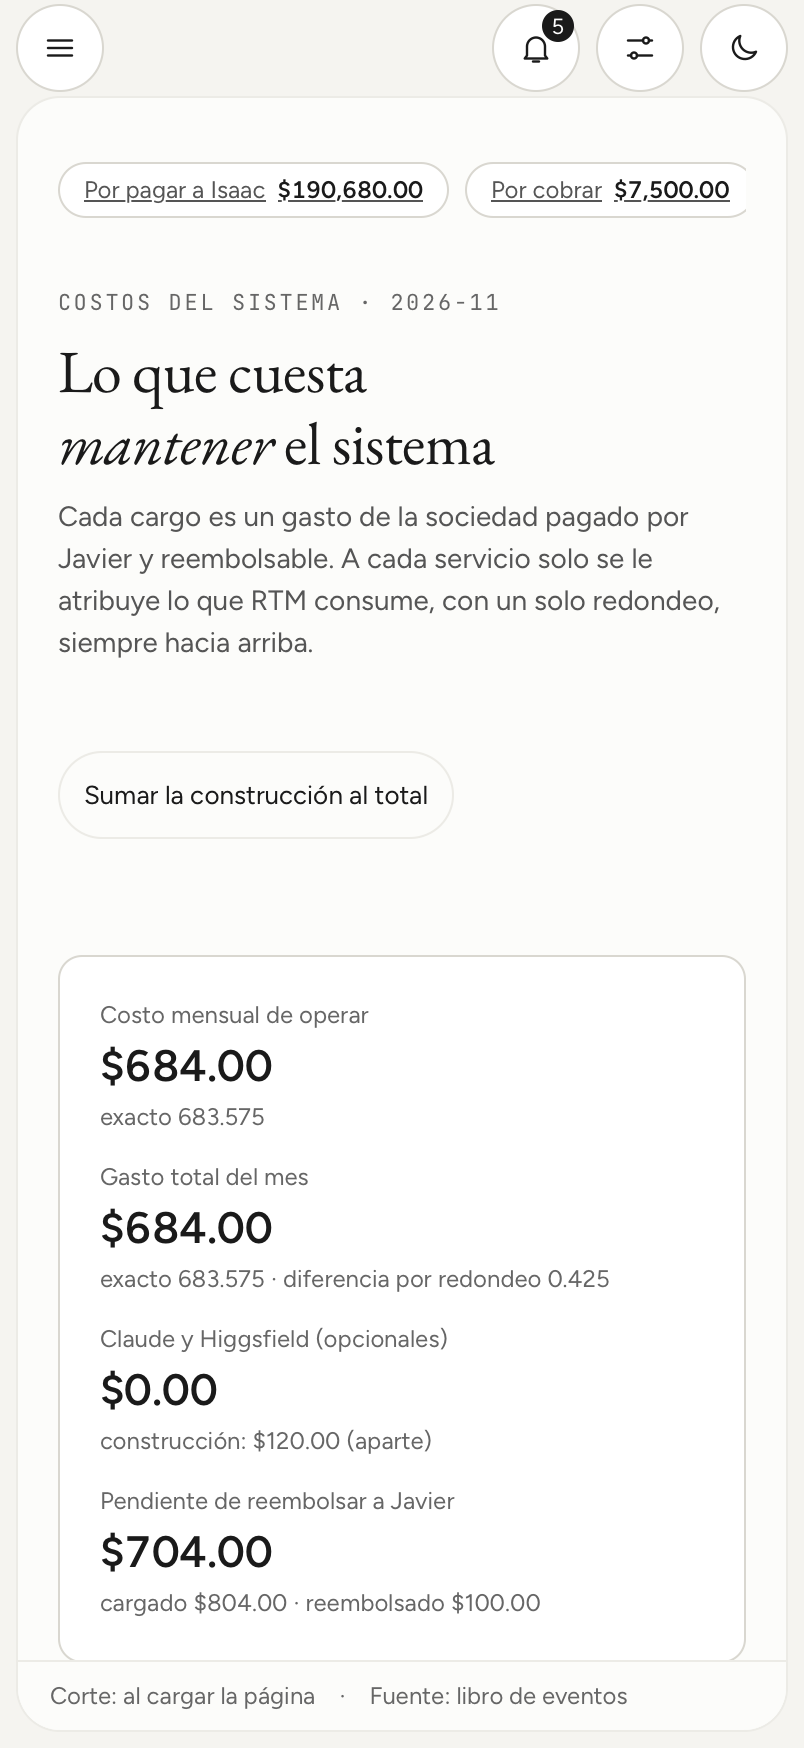 5
Por pagar a Isaac $190,680.00
Por cobrar $7,500.00
COSTOS DEL SISTEMA · 2026-11
Lo que cuesta
mantener el sistema
Cada cargo es un gasto de la sociedad pagado por
Javier y reembolsable. A cada servicio solo se le
atribuye lo que RTM consume, con un solo redondeo,
siempre hacia arriba.
Sumar la construcción al total
Costo mensual de operar
$684.00
exacto 683.575
Gasto total del mes
$684.00
exacto 683.575 · diferencia por redondeo 0.425
Claude y Higgsfield (opcionales)
$0.00
construcción: $120.00 (aparte)
Pendiente de reembolsar a Javier
$704.00
cargado $804.00 · reembolsado $100.00
Corte: al cargar la página · Fuente: libro de eventos